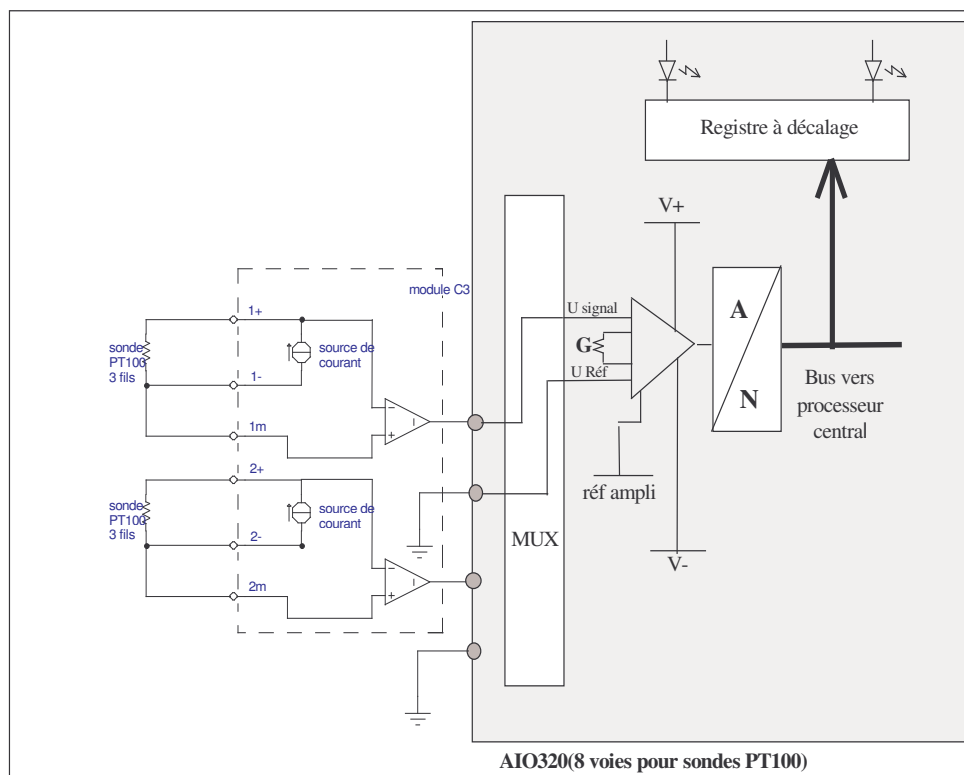 Registre à décalage
V+
module C3
1+
U signal
A
sonde
PT100
3 fils
source de
courant
G
1-
U Réf
N
Bus vers
processeur
central
1m
2+
réf ampli
sonde
PT100
3 fils
source de
courant
2-
MUX
V-
2m
AIO320(8 voies pour sondes PT100)